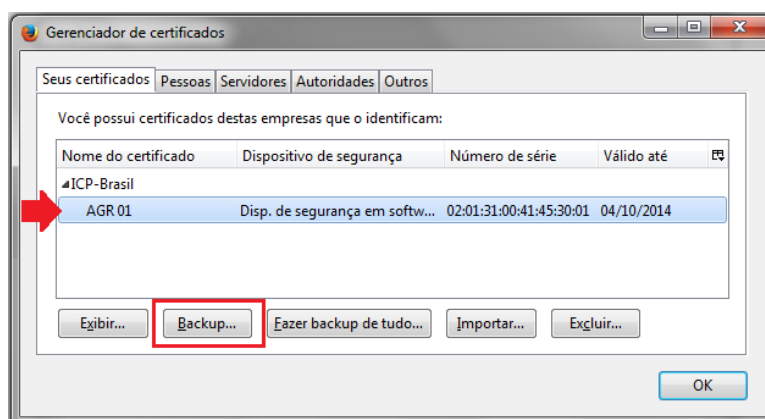 Gerenciador de certificados
Seus certificados Pessoas Servidores Autoridades Outros
Você possui certificados destas empresas que o identificam:
Nome do certificado Dispositivo de segurança Número de série Válido até
ICP-Brasil
AGR 01 Disp. de segurança em softw... 02:01:31:00:41:45:30:01 04/10/2014
Exibir... Backup... Fazer backup de tudo... Importar... Excluir...
OK